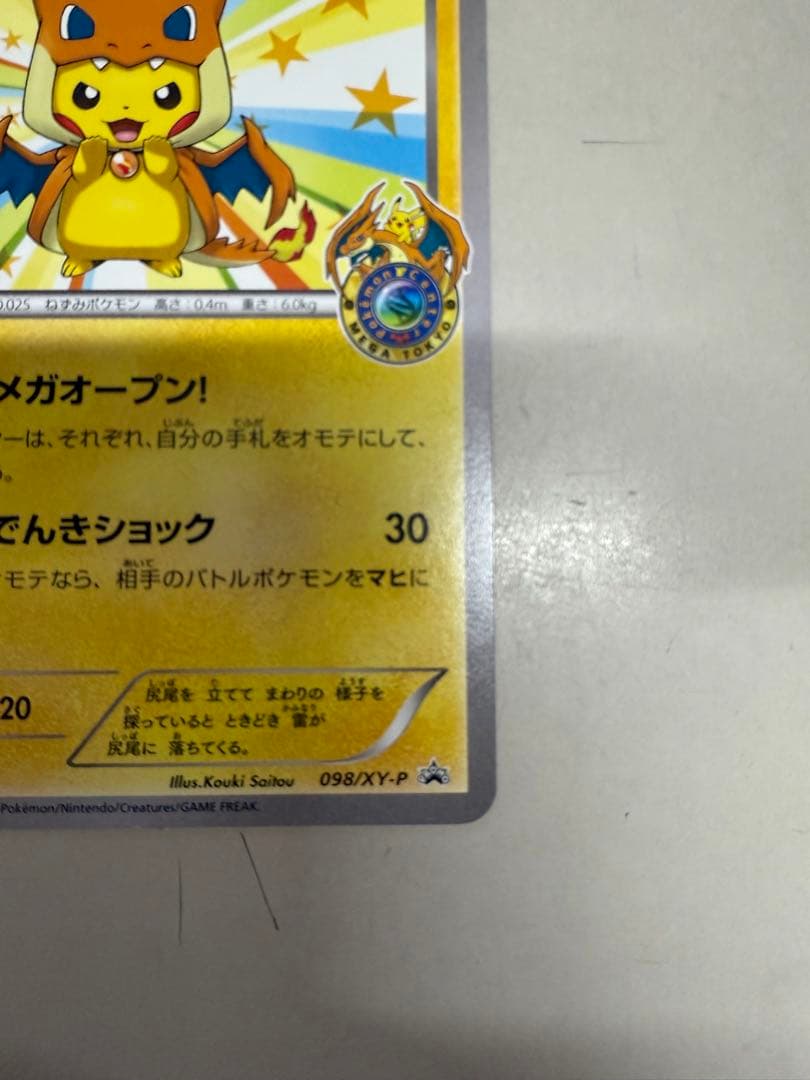 0.025 ねずみポケモン 高さ:0.4m 重さ:6.0kg
Pokémon Center
MEGA TOKYO
メガオープン!
ーは、それぞれ、自分の手札をオモテにして、
る。
でんきショック 30
オモテなら、相手のバトルポケモンをマヒに
20
尻尾を 立てて まわりの 様子を
探っていると ときどき 雷が
尻尾に 落ちてくる。
Illus.Kouki Saitou 098/XY-P
Pokémon/Nintendo/Creatures/GAME FREAK.